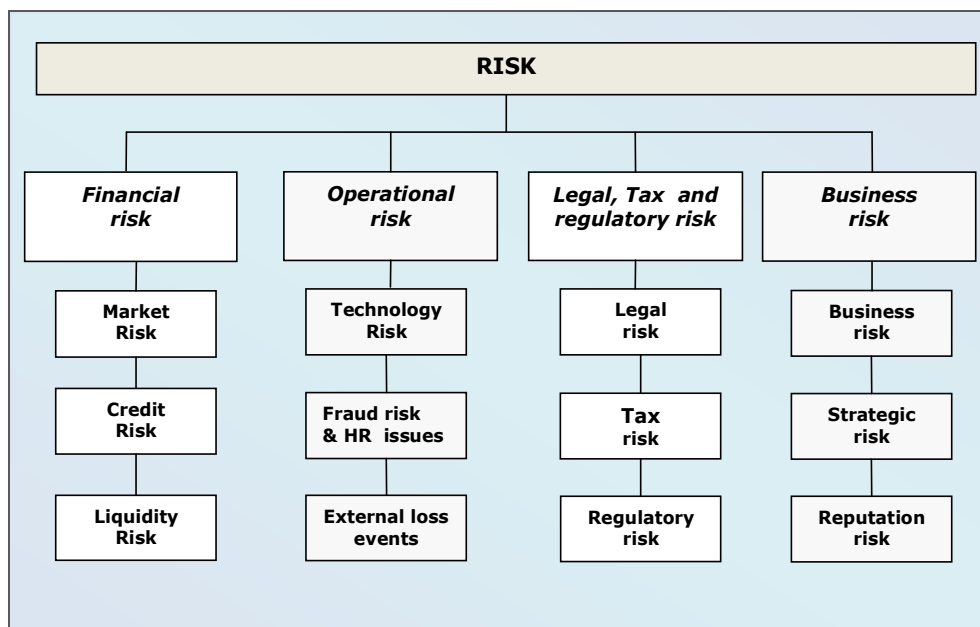 RISK
Financial
risk
Operational
risk
Legal, Tax and
regulatory risk
Business
risk
Market
Risk
Technology
Risk
Legal
risk
Business
risk
Credit
Risk
Fraud risk
& HR issues
Tax
risk
Strategic
risk
Liquidity
Risk
External loss
events
Regulatory
risk
Reputation
risk